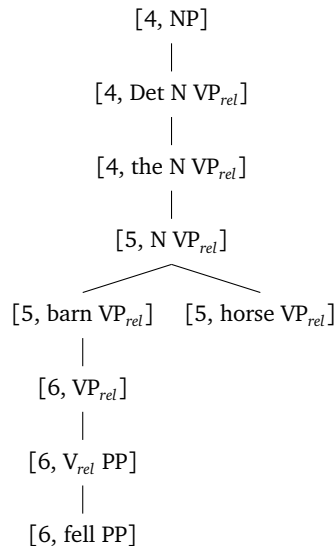 [4, NP]
[4, Det N VP_rel]
[4, the N VP_rel]
[5, N VP_rel]
[5, barn VP_rel] [5, horse VP_rel]
[6, VP_rel]
[6, V_rel PP]
[6, fell PP]